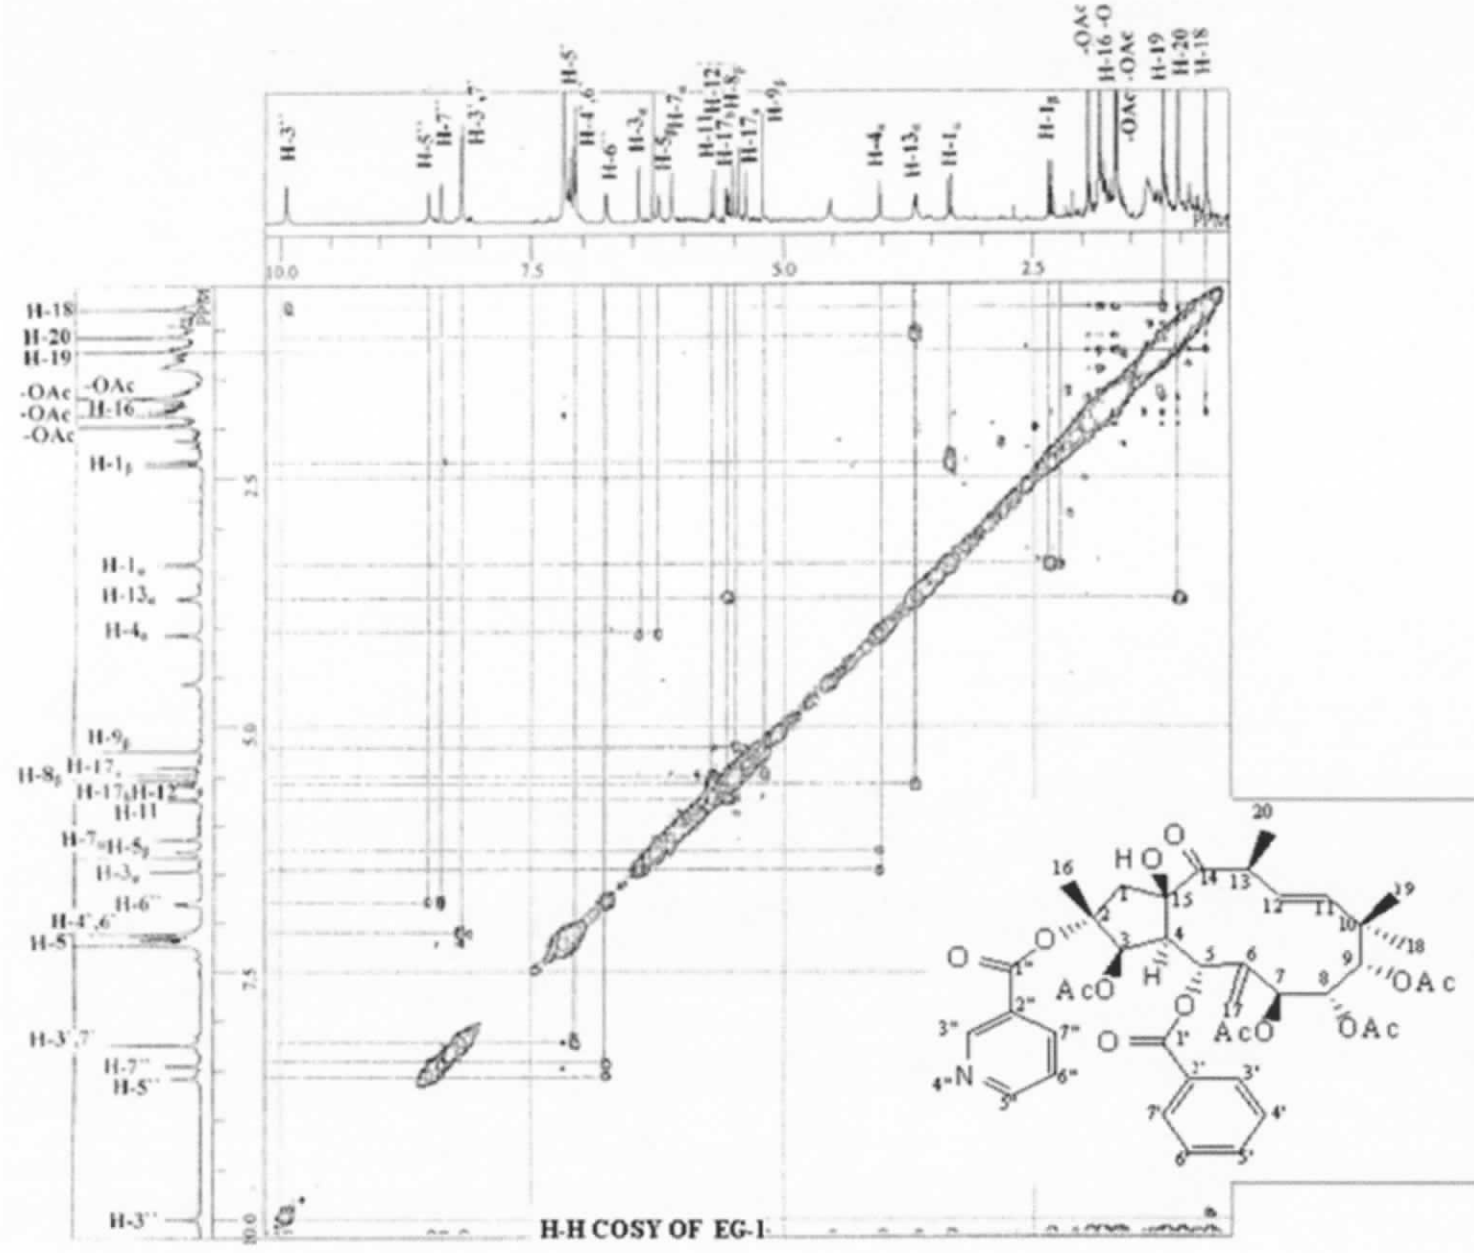 H-3``
H-5``
H-7``
H-3`,7`
H-5`
H-4`,6`
H-6``
H-3α
H-5β
H-7α
H-11
H-12
H-17b
H-8β
H-17a
H-9β
H-4α
H-13α
H-1α
H-1β
-OAc
H-16
-OAc
H-19
H-20
H-18
PPM
10.0
7.5
5.0
2.5
H-18
H-20
H-19
-OAc
-OAc
-OAc
H-16
-OAc
H-1β
H-1α
H-13α
H-4α
H-9β
H-8β
H-17a
H-17b H-12
H-11
H-7α H-5β
H-3α
H-6``
H-4`,6`
H-5`
H-3`,7`
H-7``
H-5``
H-3``
PPM
2.5
5.0
7.5
10.0
20
O
H O
14
13
16
1
15
12
11
19
2
10
18
O
O
3
4
5
6
9
1"
H
7
8
OAc
AcO
17
2"
O
AcO
OAc
3"
7"
O
1'
4"
N
6"
2'
3'
5"
7'
4'
6'
5'
H-H COSY OF EG-1